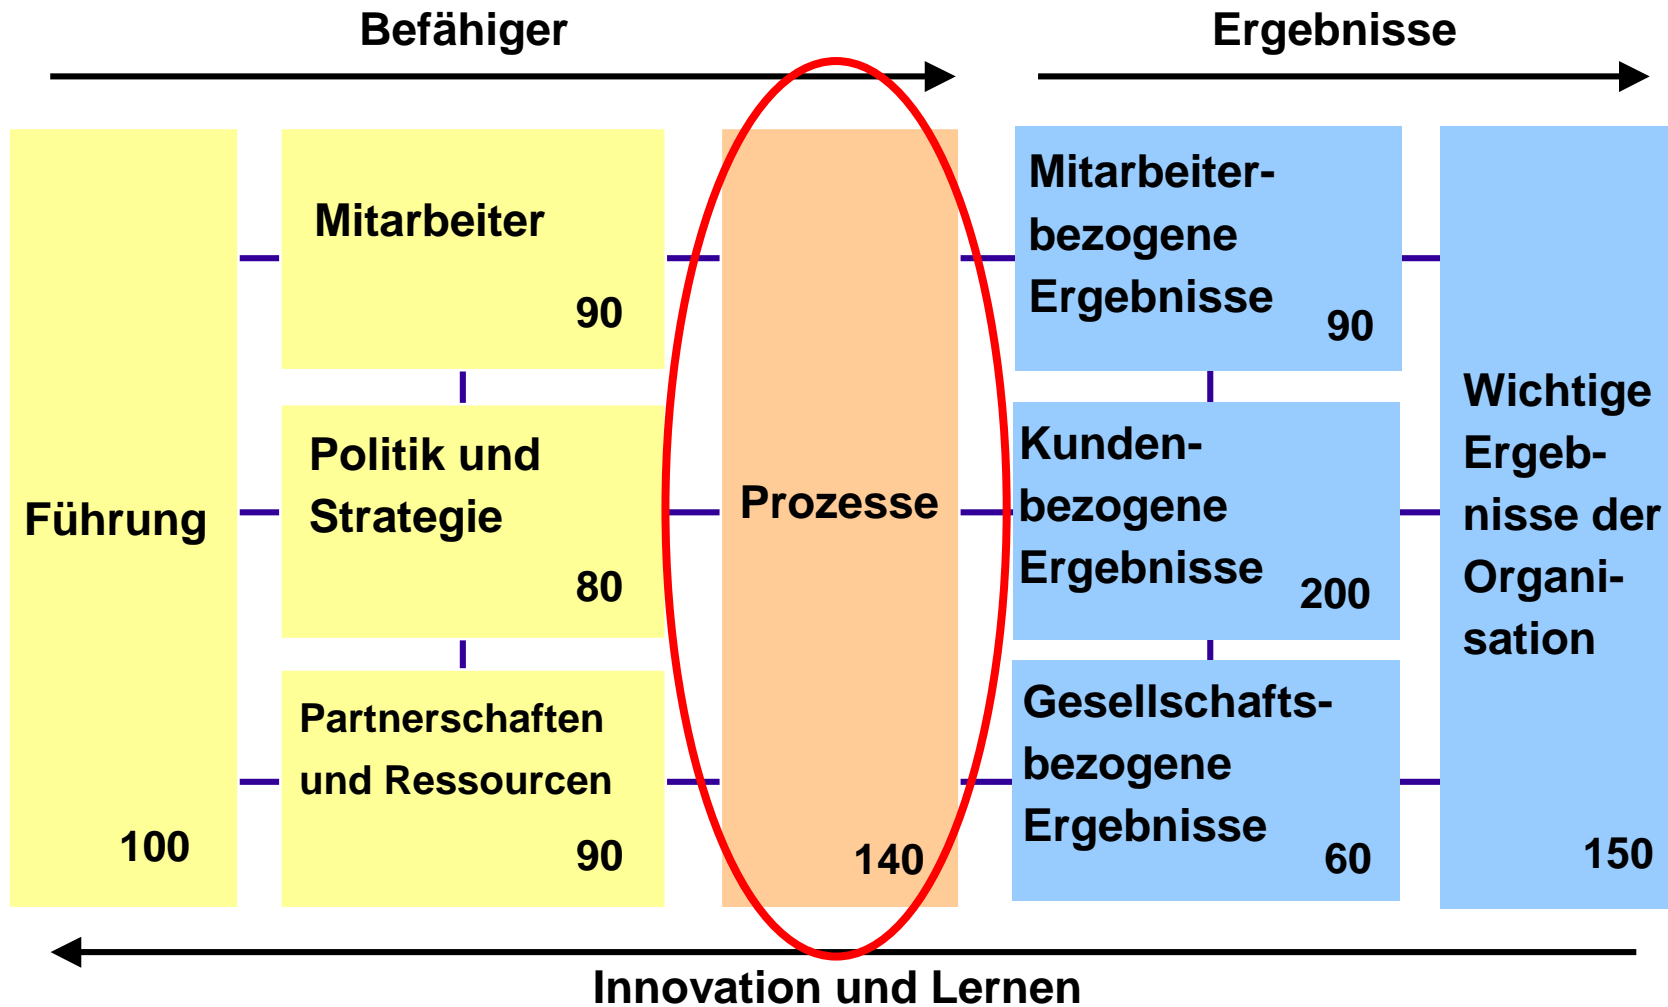 Befähiger
Ergebnisse
Führung
100
Mitarbeiter
90
Politik und
Strategie
80
Partnerschaften
und Ressourcen
90
Prozesse
140
Mitarbeiter-
bezogene
Ergebnisse
90
Kunden-
bezogene
Ergebnisse
200
Gesellschafts-
bezogene
Ergebnisse
60
Wichtige
Ergeb-
nisse der
Organi-
sation
150
Innovation und Lernen